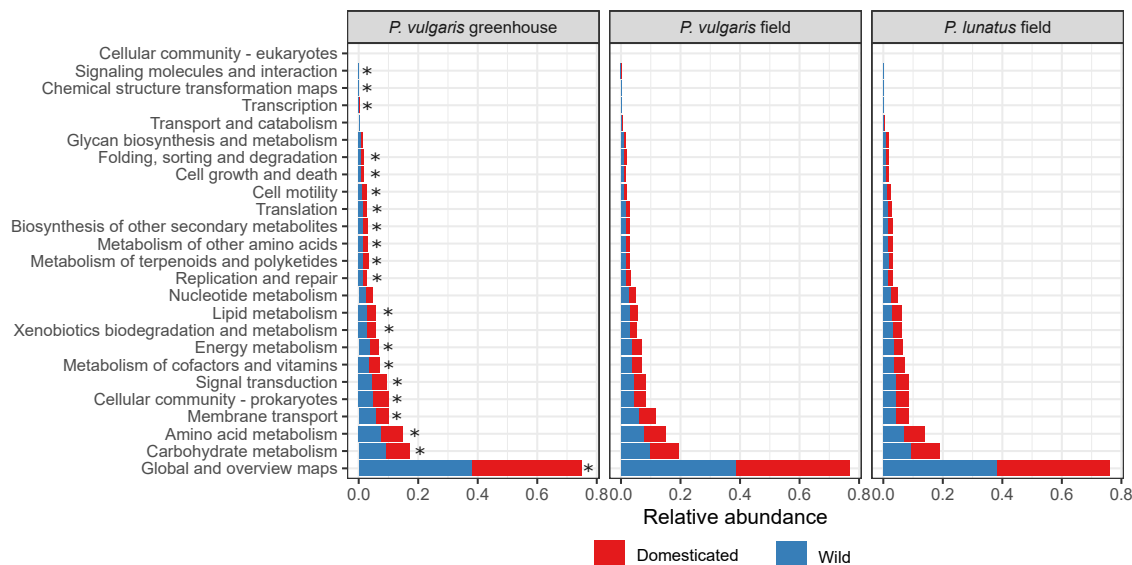 P. vulgaris greenhouse P. vulgaris field P. lunatus field
Cellular community - eukaryotes
Signaling molecules and interaction *
Chemical structure transformation maps *
Transcription *
Transport and catabolism
Glycan biosynthesis and metabolism
Folding, sorting and degradation *
Cell growth and death *
Cell motility *
Translation *
Biosynthesis of other secondary metabolites *
Metabolism of other amino acids *
Metabolism of terpenoids and polyketides *
Replication and repair *
Nucleotide metabolism
Lipid metabolism *
Xenobiotics biodegradation and metabolism *
Energy metabolism *
Metabolism of cofactors and vitamins *
Signal transduction *
Cellular community - prokaryotes *
Membrane transport *
Amino acid metabolism *
Carbohydrate metabolism *
Global and overview maps *
0.0 0.2 0.4 0.6 0.8 0.0 0.2 0.4 0.6 0.8 0.0 0.2 0.4 0.6 0.8
Relative abundance
Domesticated Wild